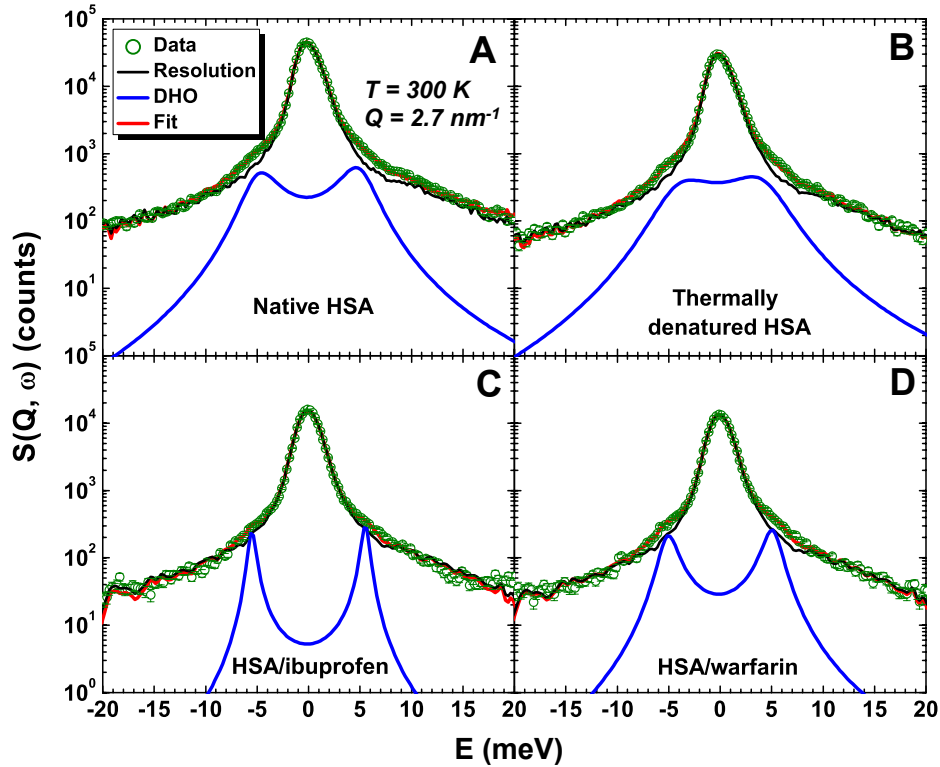 10⁵
10⁴
10³
10²
10¹
10⁵
Data
Resolution
DHO
Fit
A
T = 300 K
Q = 2.7 nm⁻¹
Native HSA
B
Thermally
denatured HSA
S(Q, ω) (counts)
10⁴
10³
10²
10¹
10⁰
C
HSA/ibuprofen
D
HSA/warfarin
-20 -15 -10 -5 0 5 10 15 20 -15 -10 -5 0 5 10 15 20
E (meV)